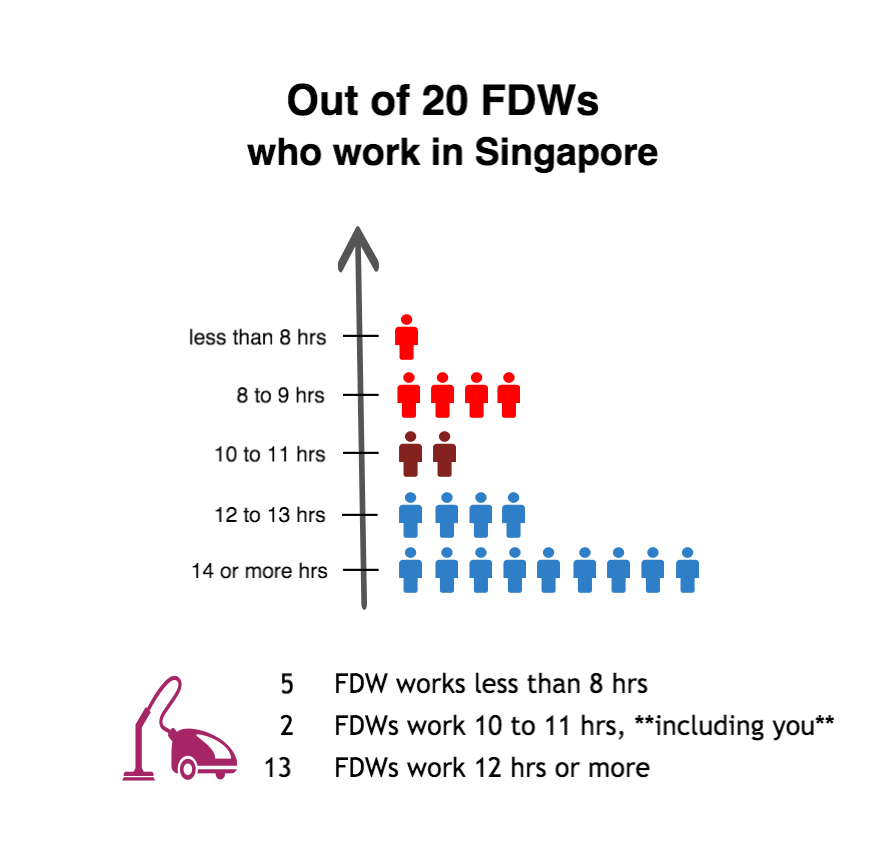 Out of 20 FDWs
who work in Singapore
less than 8 hrs
8 to 9 hrs
10 to 11 hrs
12 to 13 hrs
14 or more hrs
5 FDW works less than 8 hrs
2 FDWs work 10 to 11 hrs, **including you**
13 FDWs work 12 hrs or more